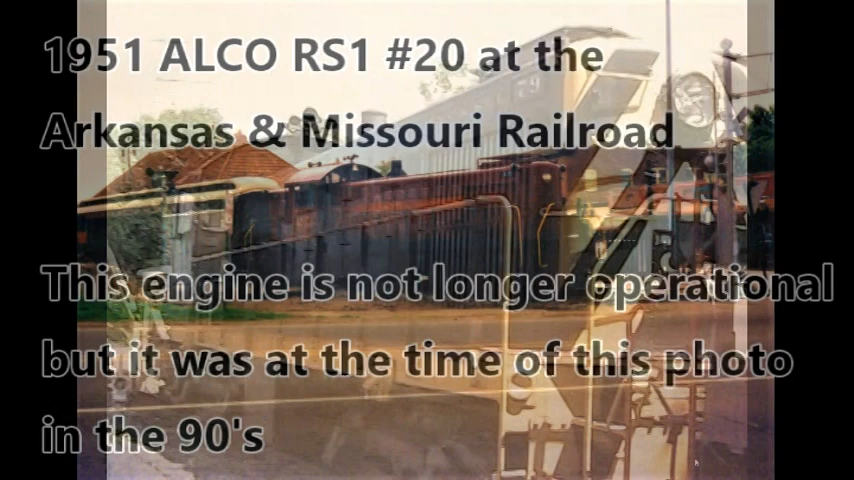 1951 ALCO RS1 #20 at the
Arkansas & Missouri Railroad
This engine is not longer operational
but it was at the time of this photo
in the 90's